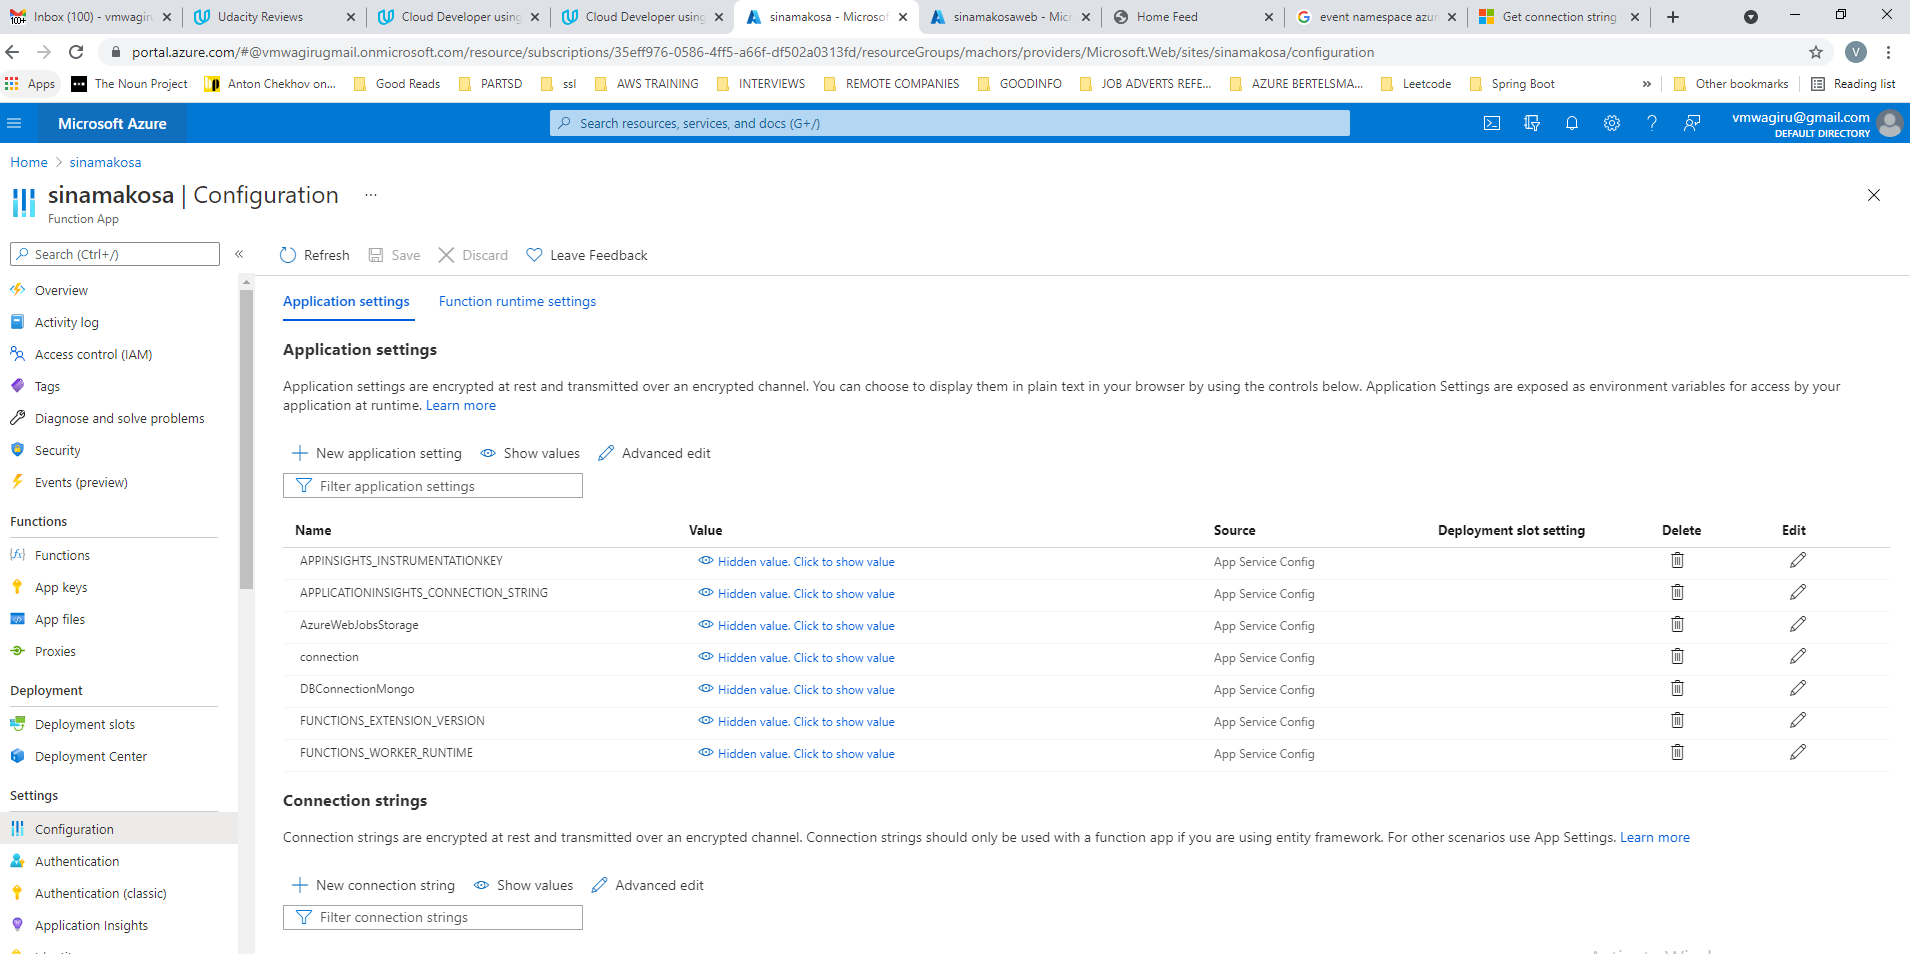 Inbox (100) - vmwagiru
Udacity Reviews
Cloud Developer using
Cloud Developer using
sinamakosa - Microsof
sinamakosaweb - Mic
Home Feed
event namespace azur
Get connection string
portal.azure.com/#@vmwagirugmail.onmicrosoft.com/resource/subscriptions/35eff976-0586-4ff5-a66f-df502a0313fd/resourceGroups/machors/providers/Microsoft.Web/sites/sinamakosa/configuration
V
Apps
The Noun Project
Anton Chekhov on...
Good Reads
PARTSD
ssl
AWS TRAINING
INTERVIEWS
REMOTE COMPANIES
GOODINFO
JOB ADVERTS REFE...
AZURE BERTELSMA...
Leetcode
Spring Boot
»
Other bookmarks
Reading list
Microsoft Azure
Search resources, services, and docs (G+/)
vmwagiru@gmail.com
DEFAULT DIRECTORY
Home > sinamakosa
sinamakosa | Configuration ...
Function App
Search (Ctrl+/)
«
Refresh
Save
Discard
Leave Feedback
Overview
Activity log
Access control (IAM)
Tags
Diagnose and solve problems
Security
Events (preview)
Functions
Functions
App keys
App files
Proxies
Deployment
Deployment slots
Deployment Center
Settings
Configuration
Authentication
Authentication (classic)
Application Insights
Application settings
Function runtime settings
Application settings
Application settings are encrypted at rest and transmitted over an encrypted channel. You can choose to display them in plain text in your browser by using the controls below. Application Settings are exposed as environment variables for access by your
application at runtime. Learn more
New application setting
Show values
Advanced edit
Filter application settings
Name Value Source Deployment slot setting Delete Edit
APPINSIGHTS_INSTRUMENTATIONKEY Hidden value. Click to show value App Service Config
APPLICATIONINSIGHTS_CONNECTION_STRING Hidden value. Click to show value App Service Config
AzureWebJobsStorage Hidden value. Click to show value App Service Config
connection Hidden value. Click to show value App Service Config
DBConnectionMongo Hidden value. Click to show value App Service Config
FUNCTIONS_EXTENSION_VERSION Hidden value. Click to show value App Service Config
FUNCTIONS_WORKER_RUNTIME Hidden value. Click to show value App Service Config
Connection strings
Connection strings are encrypted at rest and transmitted over an encrypted channel. Connection strings should only be used with a function app if you are using entity framework. For other scenarios use App Settings. Learn more
New connection string
Show values
Advanced edit
Filter connection strings